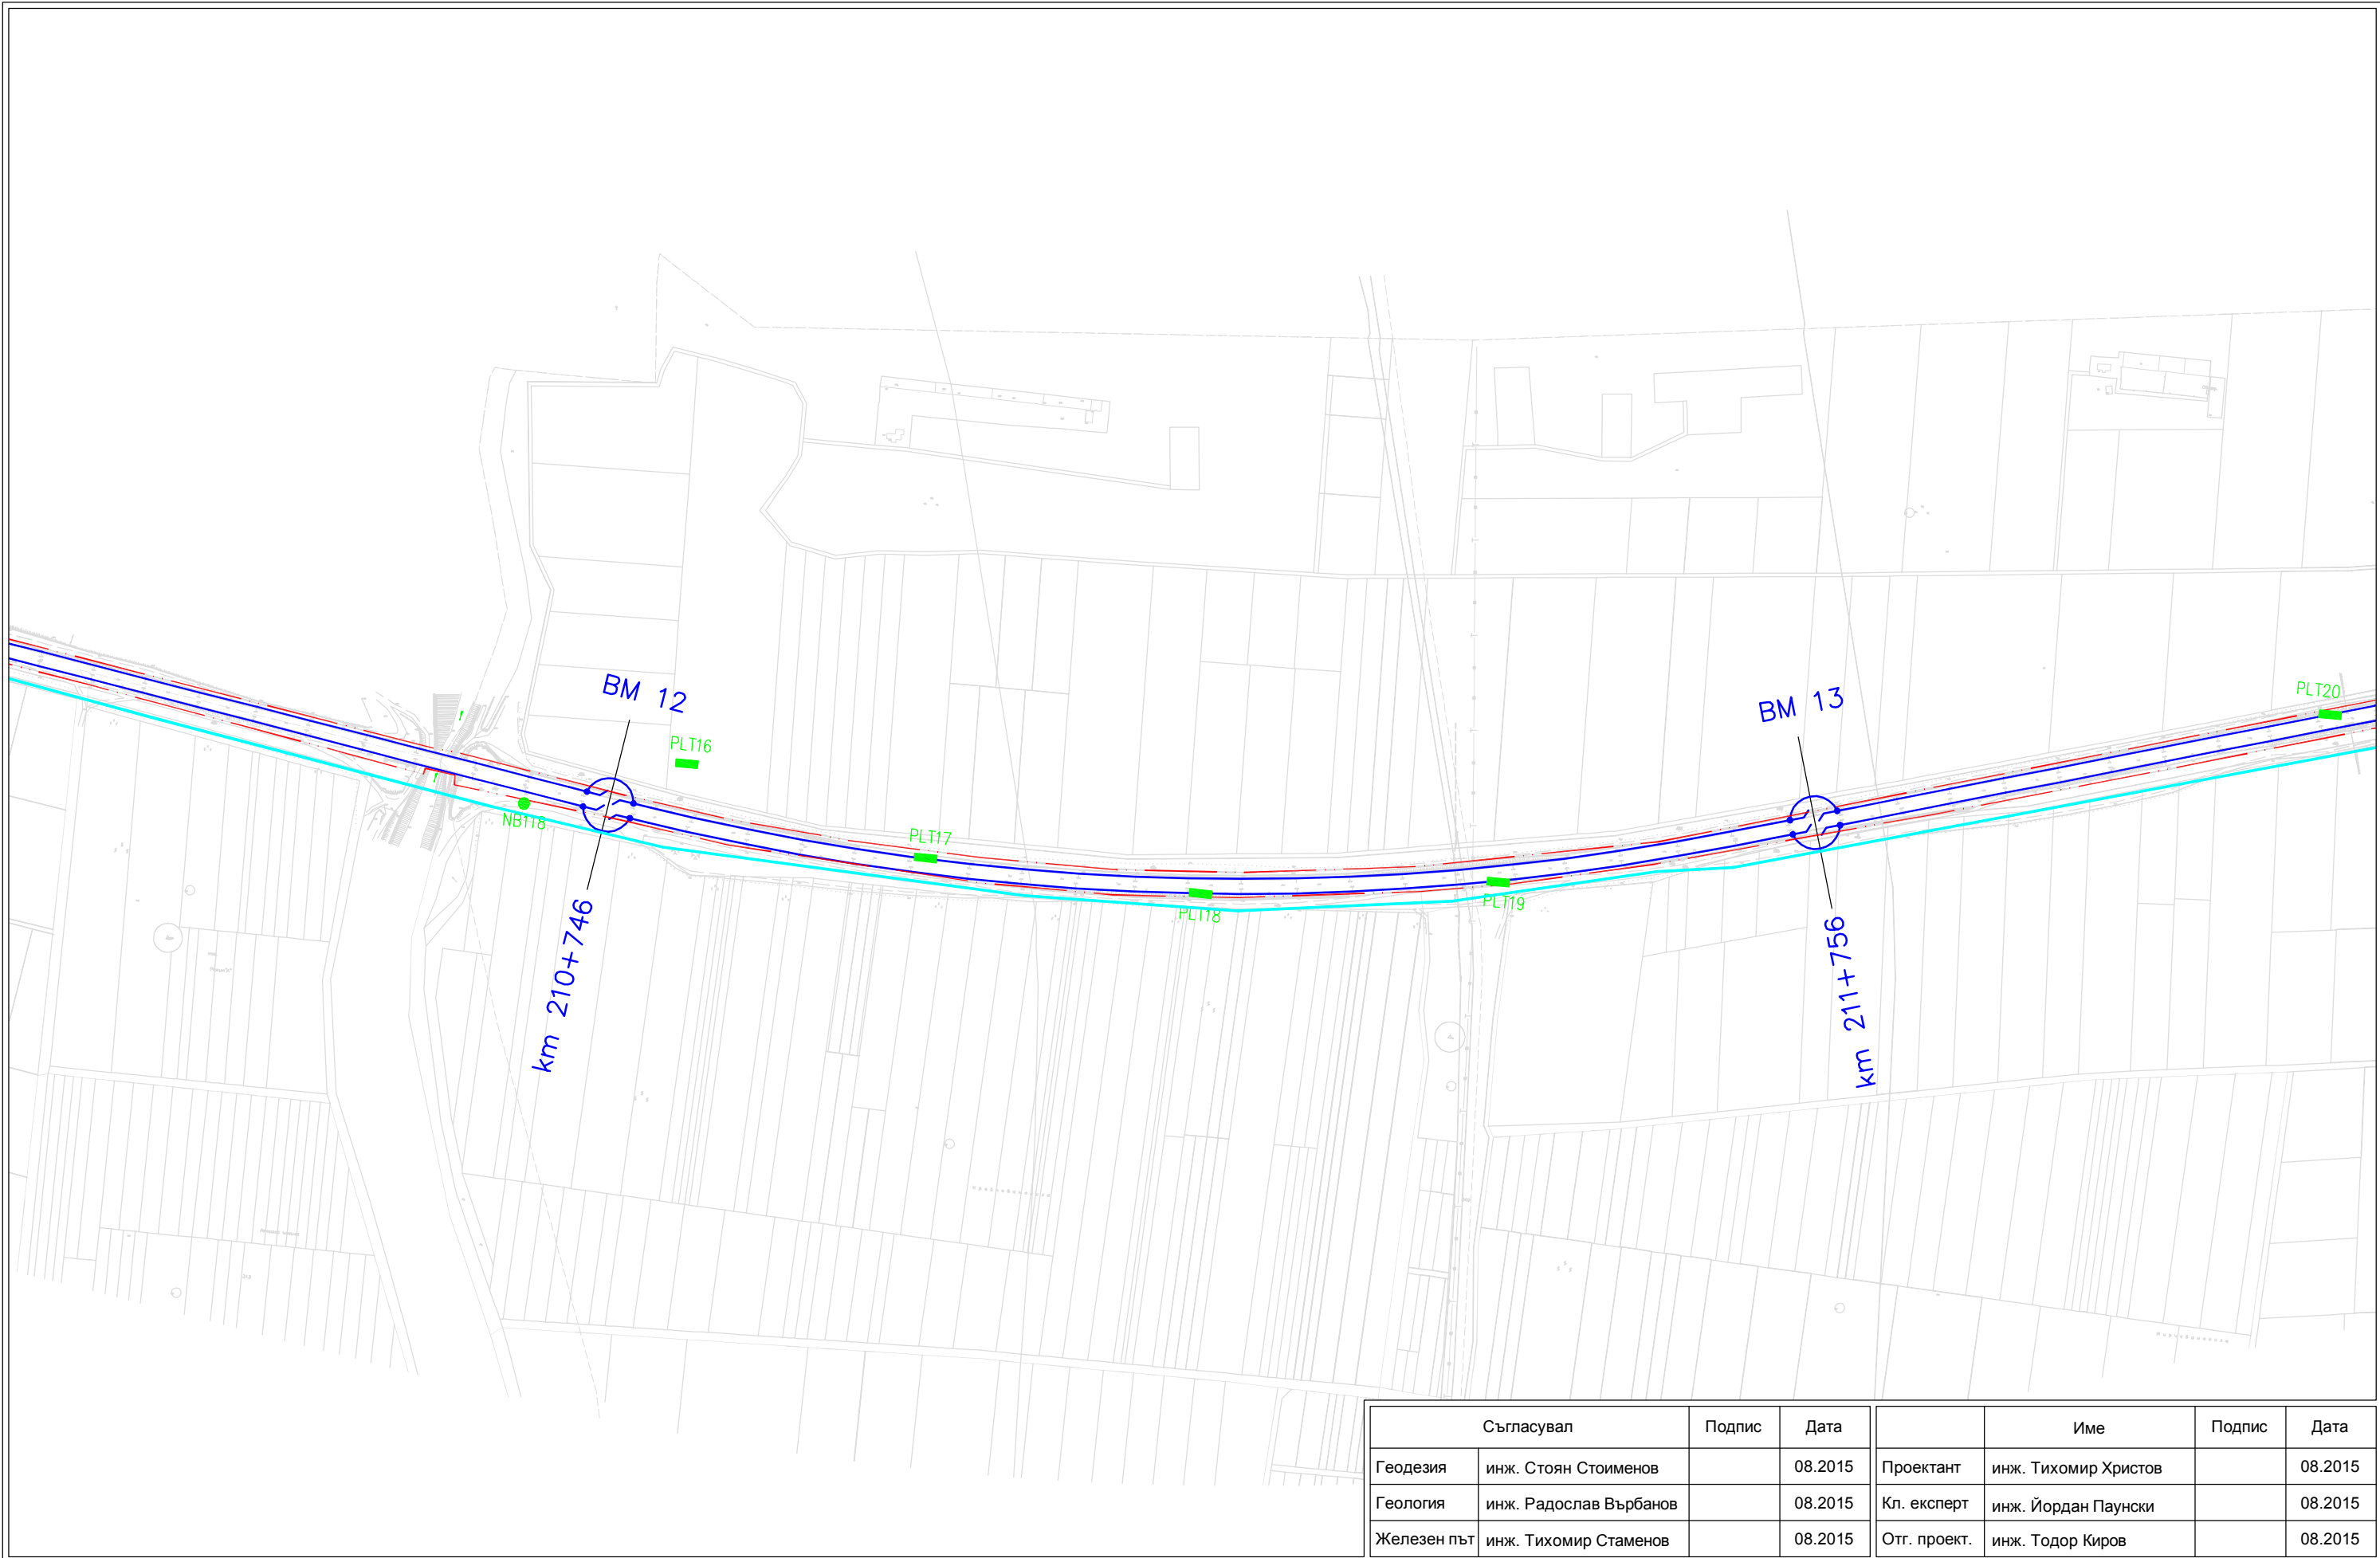 BM 12
BM 13
PLT20
PLT16
NB118
PLT17
PLT18
PLT19
km 210+746
km 211+756
Съгласувал Подпис Дата Име Подпис Дата
Геодезия инж. Стоян Стоименов 08.2015 Проектант инж. Тихомир Христов 08.2015
Геология инж. Радослав Върбанов 08.2015 Кл. експерт инж. Йордан Паунски 08.2015
Железен път инж. Тихомир Стаменов 08.2015 Отг. проект. инж. Тодор Киров 08.2015